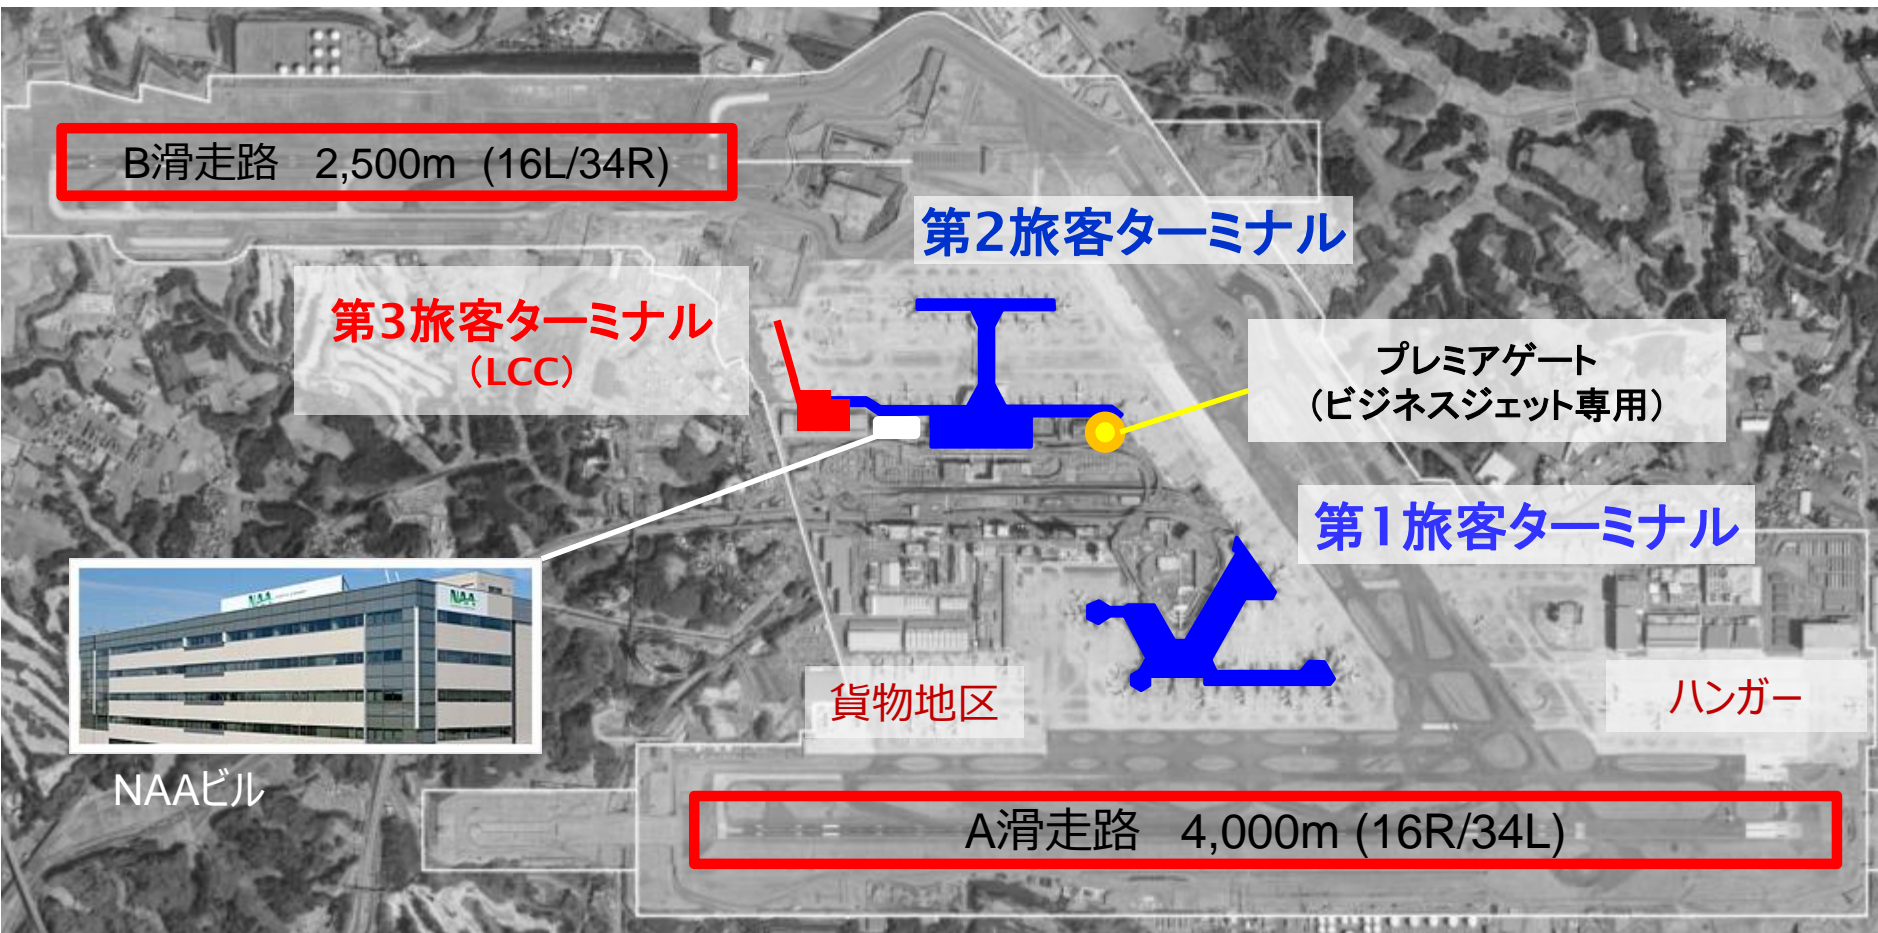 B滑走路 2,500m (16L/34R)
第2旅客ターミナル
第3旅客ターミナル
（LCC）
プレミアゲート
（ビジネスジェット専用）
第1旅客ターミナル
NAA
NAA
貨物地区
ハンガー
NAAビル
A滑走路 4,000m (16R/34L)